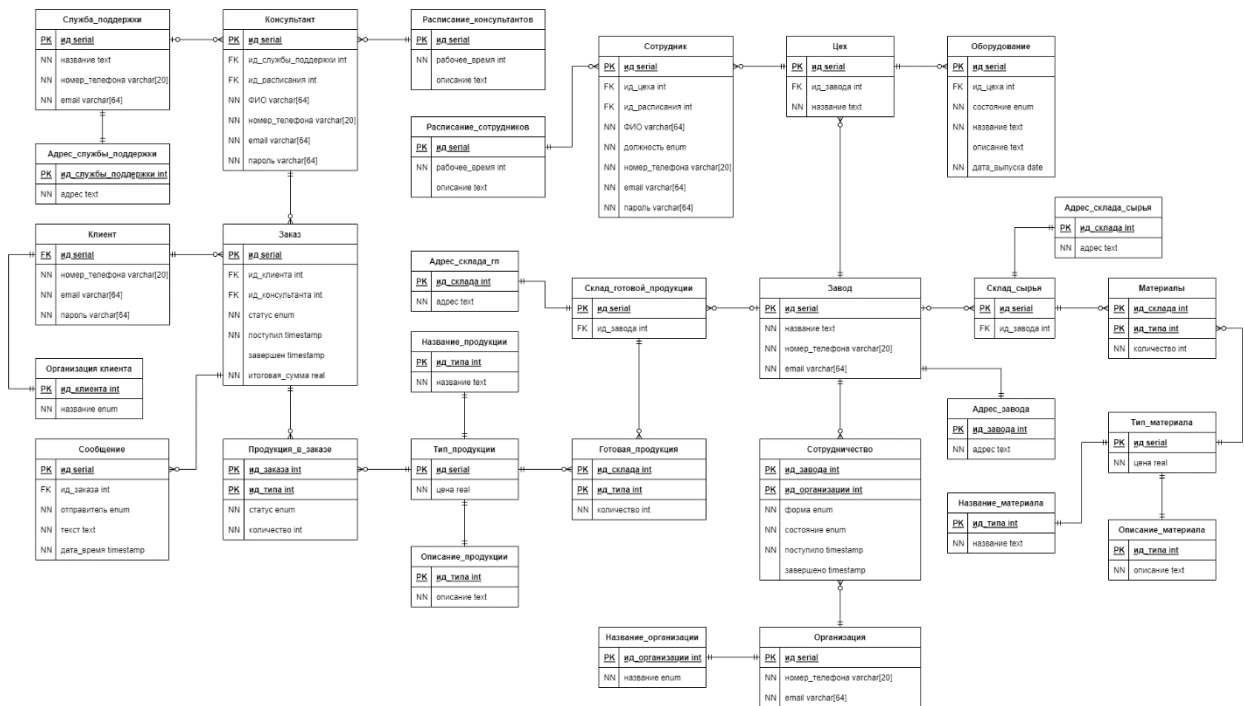 Служба_поддержки
PK ид serial
NN название text
NN номер_телефона varchar[20]
NN email varchar[64]
Консультант
PK ид serial
FK ид_службы_поддержки int
FK ид_расписания int
NN ФИО varchar[64]
NN номер_телефона varchar[20]
NN email varchar[64]
NN пароль varchar[64]
Расписание_консультантов
PK ид serial
NN рабочее_время int
описание text
Сотрудник
PK ид serial
FK ид_цеха int
FK ид_расписания int
NN ФИО varchar[64]
NN должность enum
NN номер_телефона varchar[20]
NN email varchar[64]
NN пароль varchar[64]
Цех
PK ид serial
FK ид_завода int
NN название text
Оборудование
PK ид serial
FK ид_цеха int
NN состояние enum
NN название text
описание text
NN дата_выпуска date
Адрес_службы_поддержки
PK ид_службы_поддержки int
NN адрес text
Расписание_сотрудников
PK ид serial
NN рабочее_время int
описание text
Адрес_склада_сырья
PK ид_склада int
NN адрес text
Клиент
FK ид serial
NN номер_телефона varchar[20]
NN email varchar[64]
NN пароль varchar[64]
Заказ
PK ид serial
FK ид_клиента int
FK ид_консультанта int
NN статус enum
NN поступил timestamp
завершен timestamp
NN итоговая_сумма real
Адрес_склада_гп
PK ид_склада int
NN адрес text
Склад_готовой_продукции
PK ид serial
FK ид_завода int
Завод
PK ид serial
NN название text
NN номер_телефона varchar[20]
NN email varchar[64]
Склад_сырья
PK ид serial
FK ид_завода int
Материалы
PK ид_склада int
PK ид_типа int
NN количество int
Название_продукции
PK ид_типа int
NN название text
Организация клиента
PK ид_клиента int
NN название enum
Адрес_завода
PK ид_завода int
NN адрес text
Тип_материала
PK ид serial
NN цена real
Сообщение
PK ид serial
FK ид_заказа int
NN отправитель enum
NN текст text
NN дата_время timestamp
Продукция_в_заказе
PK ид_заказа int
PK ид_типа int
NN статус enum
NN количество int
Тип_продукции
PK ид serial
NN цена real
Готовая_продукция
PK ид_склада int
PK ид_типа int
NN количество int
Сотрудничество
PK ид_завода int
PK ид_организации int
NN форма enum
NN состояние enum
NN поступило timestamp
завершено timestamp
Название_материала
PK ид_типа int
NN название text
Описание_материала
PK ид_типа int
NN описание text
Описание_продукции
PK ид_типа int
NN описание text
Название_организации
PK ид_организации int
NN название enum
Организация
PK ид serial
NN номер_телефона varchar[20]
NN email varchar[64]